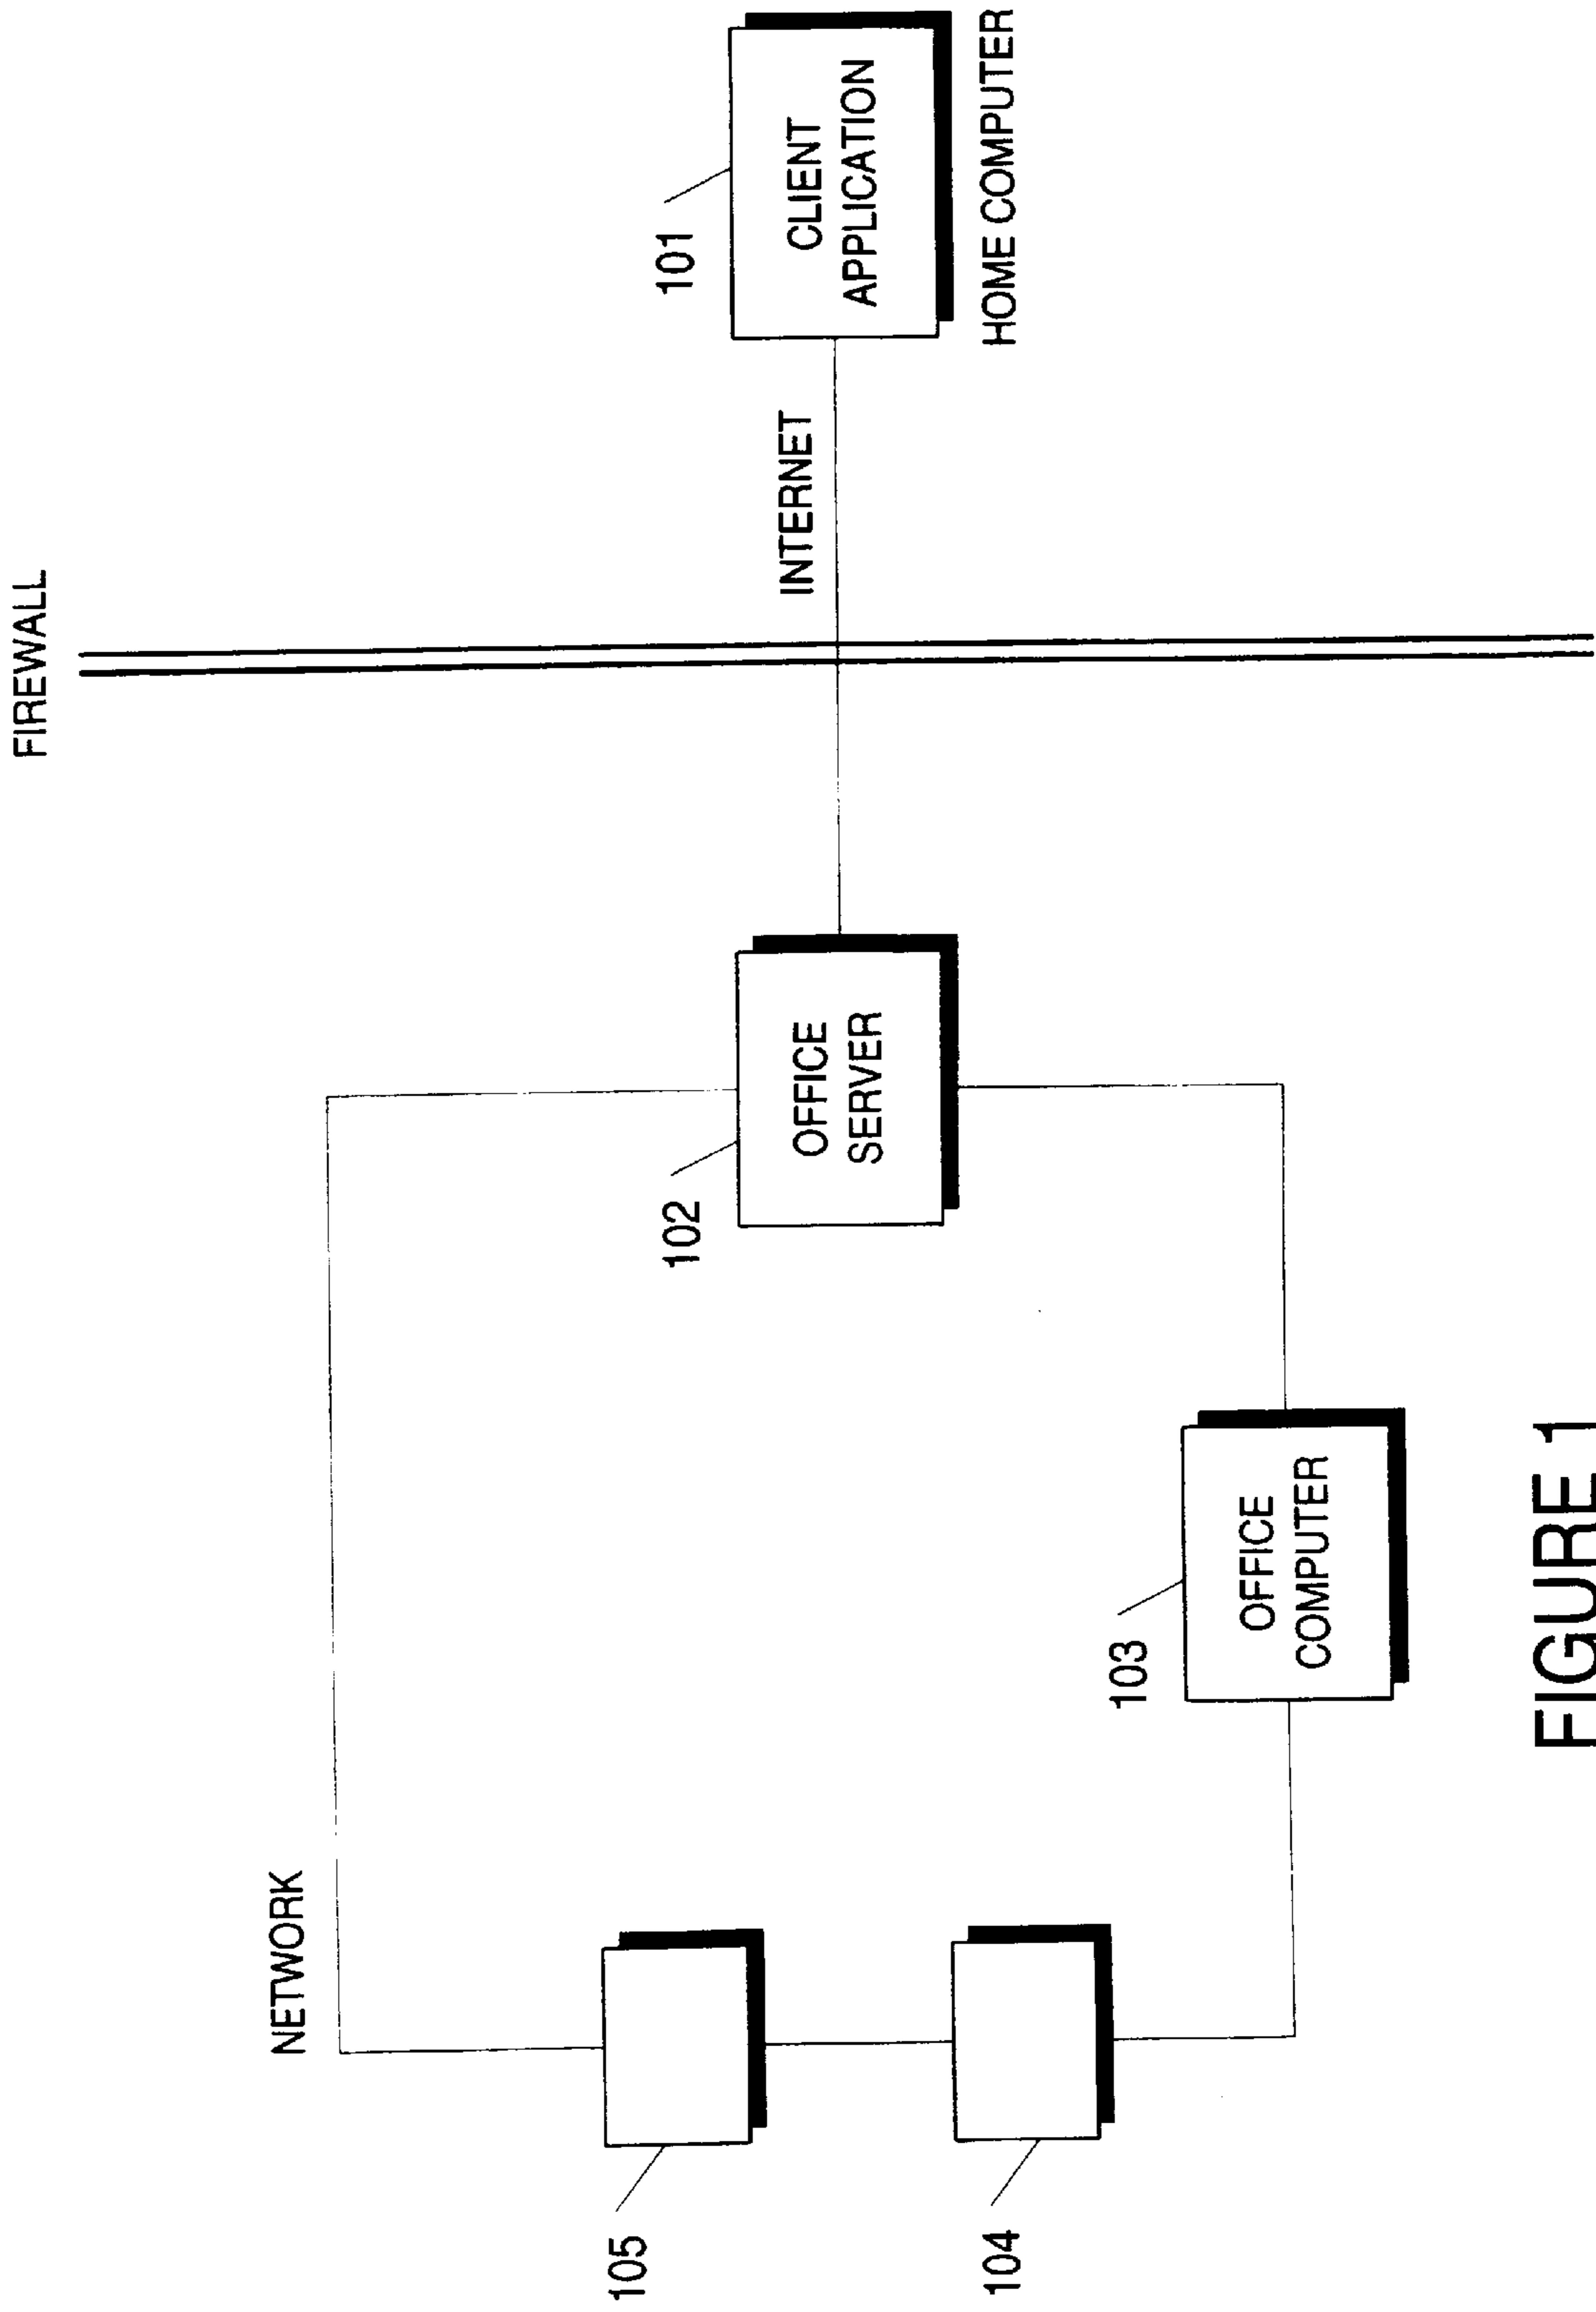 FIREWALL
NETWORK
105
104
103
OFFICE
COMPUTER
102
OFFICE
SERVER
INTERNET
101
CLIENT
APPLICATION
HOME COMPUTER
FIGURE 1